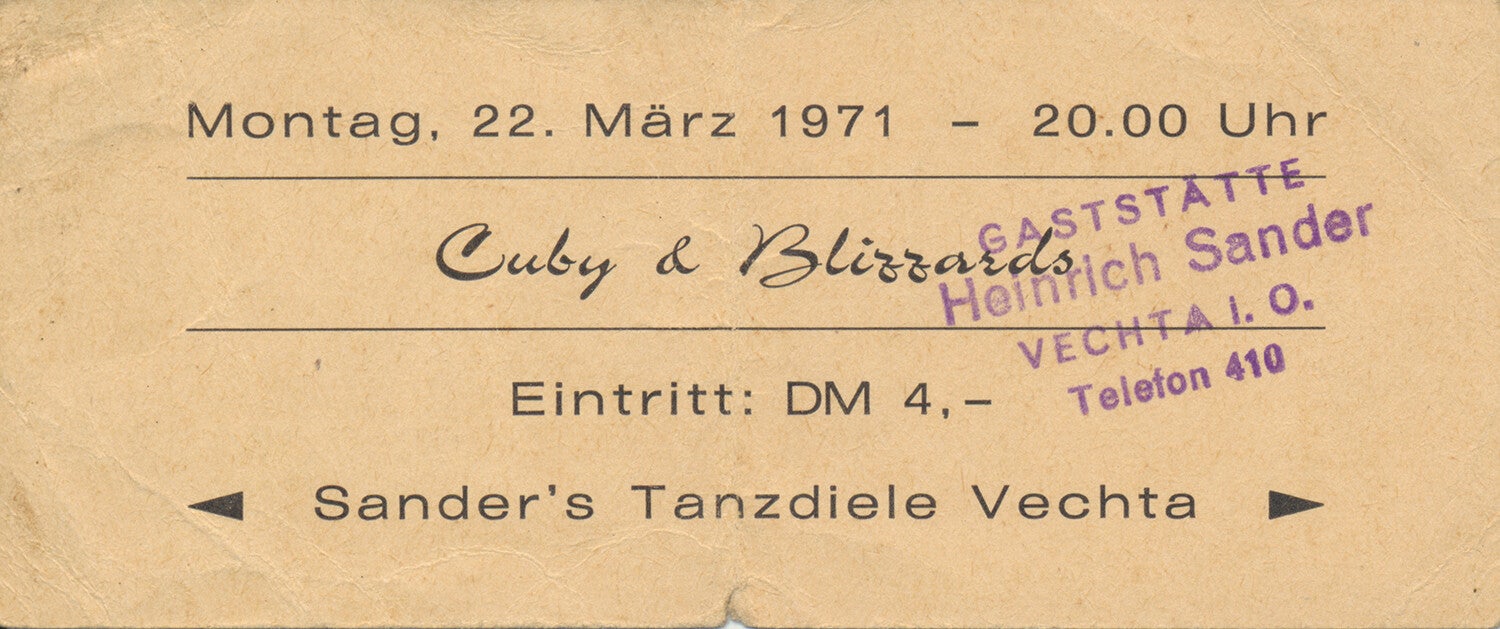 Montag, 22. März 1971 – 20.00 Uhr
Cuby & Blizzards
GASTSTÄTTE
Heinrich Sander
VECHTA i. O.
Telefon 410
Eintritt: DM 4,–
◄ Sander's Tanzdiele Vechta ►